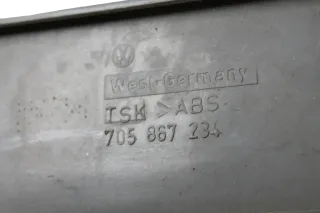 West-Germany
TSK >ABS
705 867 234